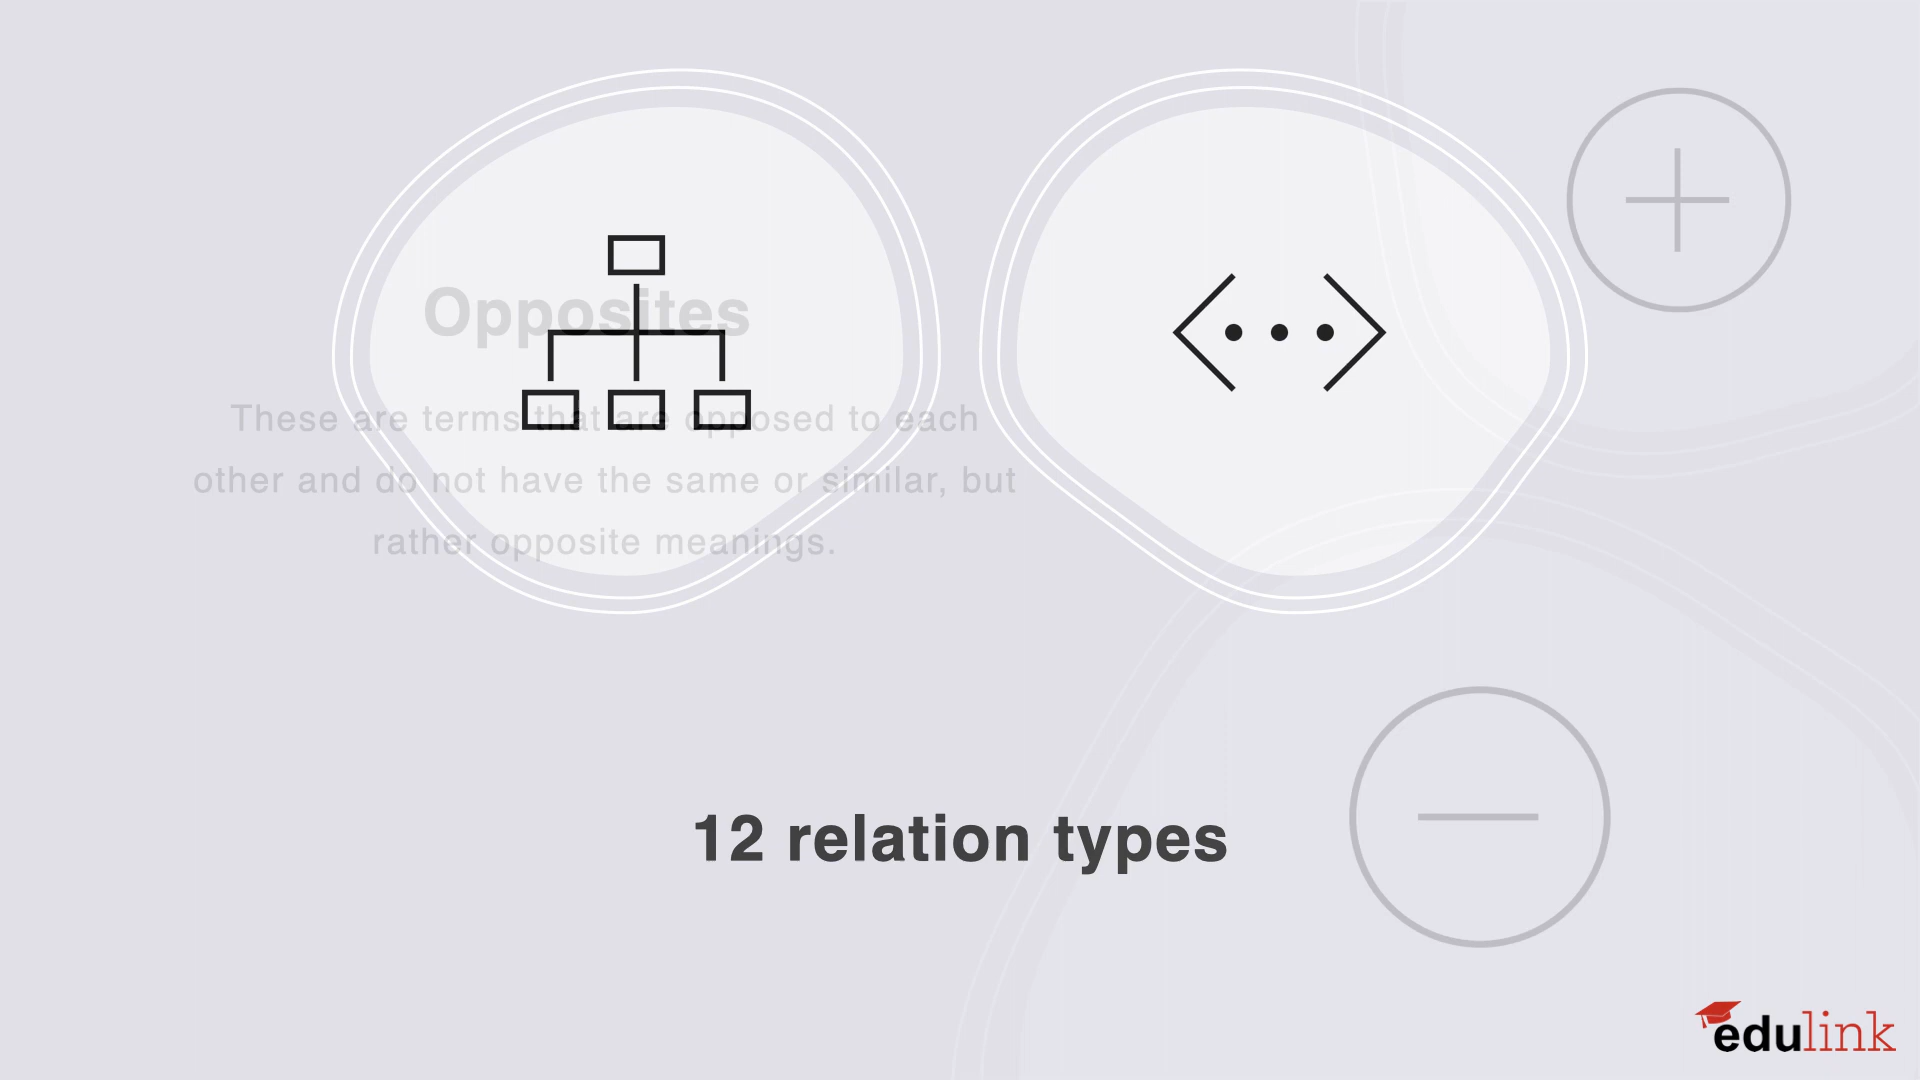 Opposites
These are terms that are opposed to each
other and do not have the same or similar, but
rather opposite meanings.
12 relation types
edulink